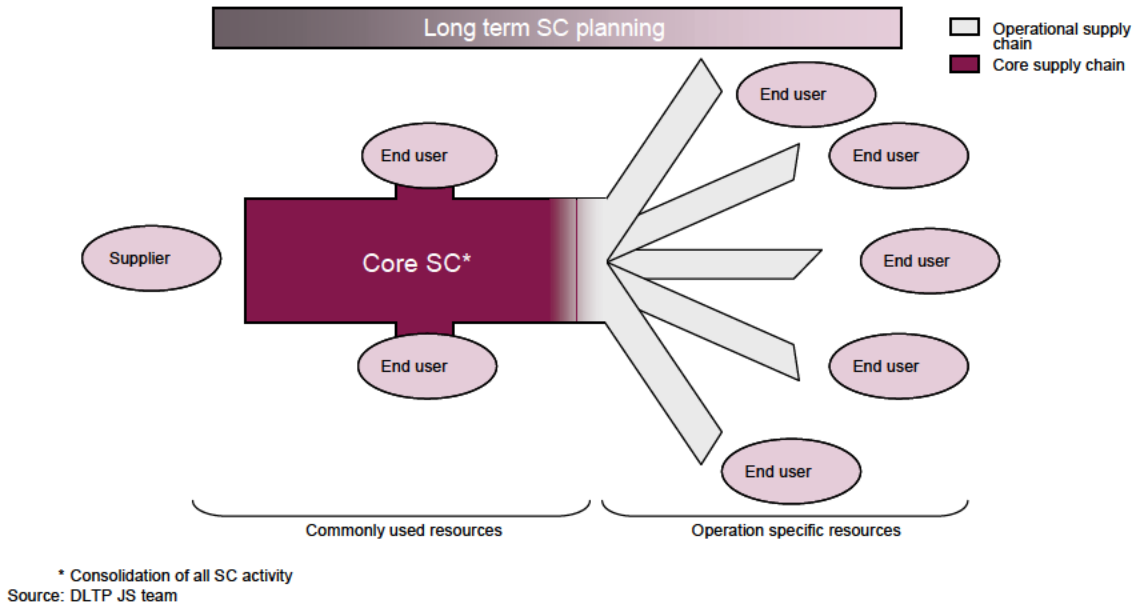 Long term SC planning
Operational supply
chain
Core supply chain
End user
End user
End user
Supplier
Core SC*
End user
End user
End user
End user
Commonly used resources
Operation specific resources
* Consolidation of all SC activity
Source: DLTP JS team